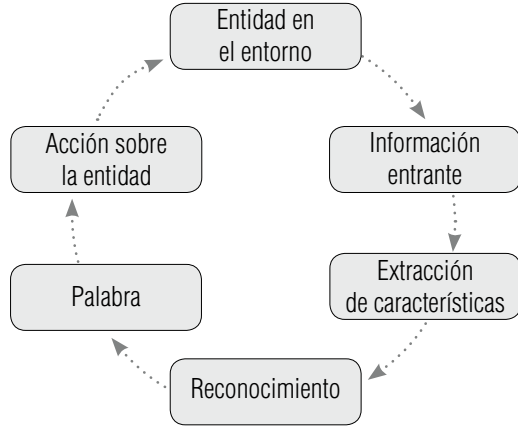 Entidad en
el entorno
Información
entrante
Extracción
de características
Reconocimiento
Palabra
Acción sobre
la entidad